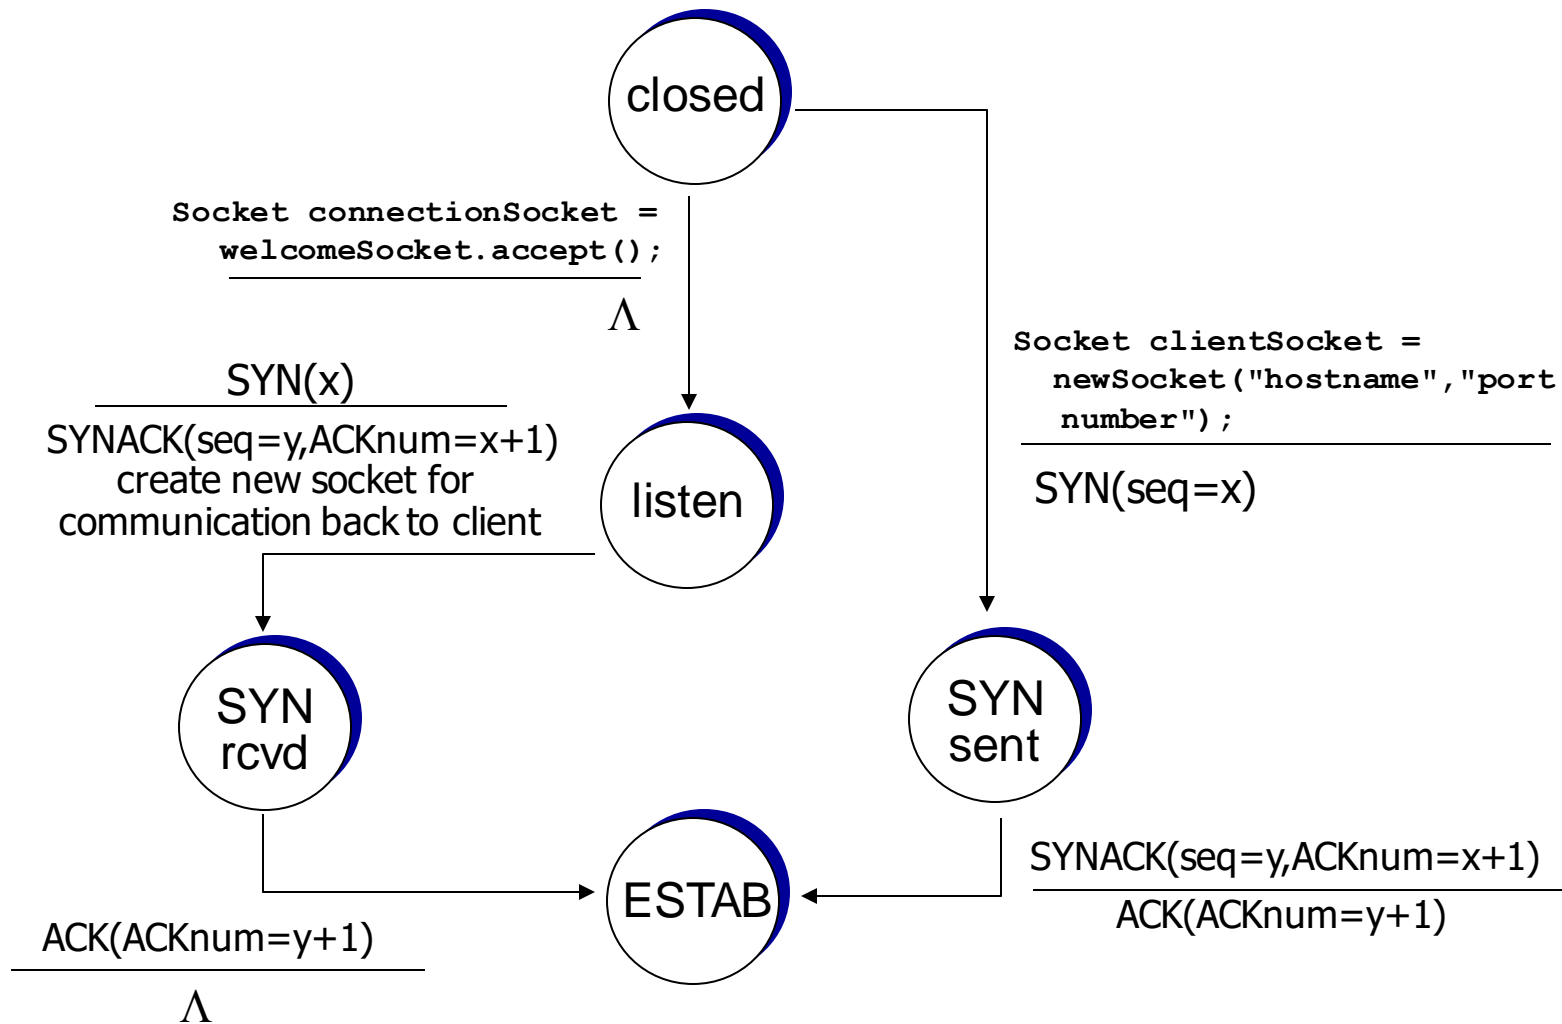 closed
Socket connectionSocket =
welcomeSocket.accept();
Λ
Socket clientSocket =
newSocket("hostname","port
number");
SYN(seq=x)
SYN(x)
SYNACK(seq=y,ACKnum=x+1)
create new socket for
communication back to client
listen
SYN
rcvd
SYN
sent
ESTAB
SYNACK(seq=y,ACKnum=x+1)
ACK(ACKnum=y+1)
ACK(ACKnum=y+1)
Λ